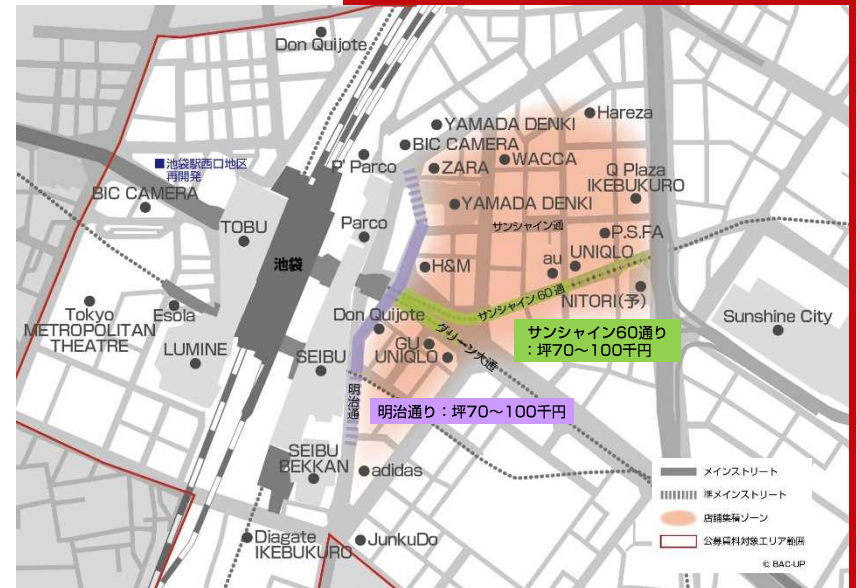 Don Quijote
Hareza
YAMADA DENKI
BIC CAMERA
WACCA
■池袋駅西口地区
再開発
P' Parco
ZARA
Q Plaza
IKEBUKURO
BIC CAMERA
YAMADA DENKI
TOBU
Parco
サンシャイン通
P.S.FA
UNIQLO
au
池袋
H&M
NITORI(予)
サンシャイン60通
Tokyo
METROPOLITAN
THEATRE
Esola
Don Quijote
Sunshine City
グリーン大通
サンシャイン60通り
:坪70〜100千円
LUMINE
GU
UNIQLO
SEIBU
明治通
明治通り:坪70〜100千円
SEIBU
BEKKAN
adidas
メインストリート
準メインストリート
店舗集積ゾーン
公募賃料対象エリア範囲
Diagate
IKEBUKURO
JunkuDo
© BAC-UP